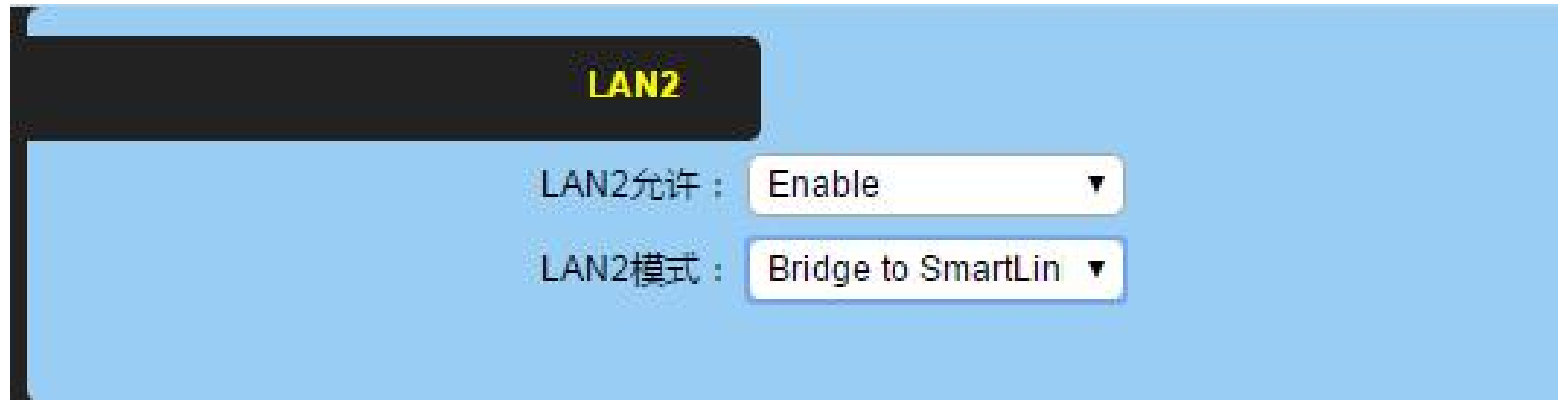 LAN2
LAN2允许： Enable
LAN2模式： Bridge to SmartLin